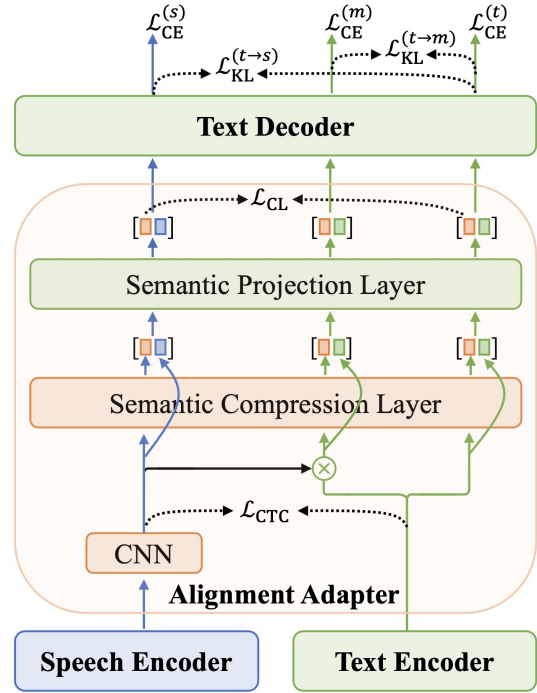 ℒ_CE^(s) ℒ_CE^(m) ℒ_CE^(t)
ℒ_KL^(t→s) ℒ_KL^(t→m)
Text Decoder
ℒ_CL
[ ] [ ] [ ]
Semantic Projection Layer
[ ] [ ] [ ]
Semantic Compression Layer
×
ℒ_CTC
CNN
Alignment Adapter
Speech Encoder Text Encoder